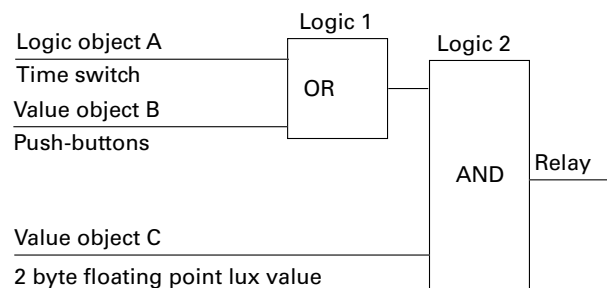 Logic 1
Logic object A
Logic 2
Time switch
OR
Value object B
Push-buttons
Relay
AND
Value object C
2 byte floating point lux value